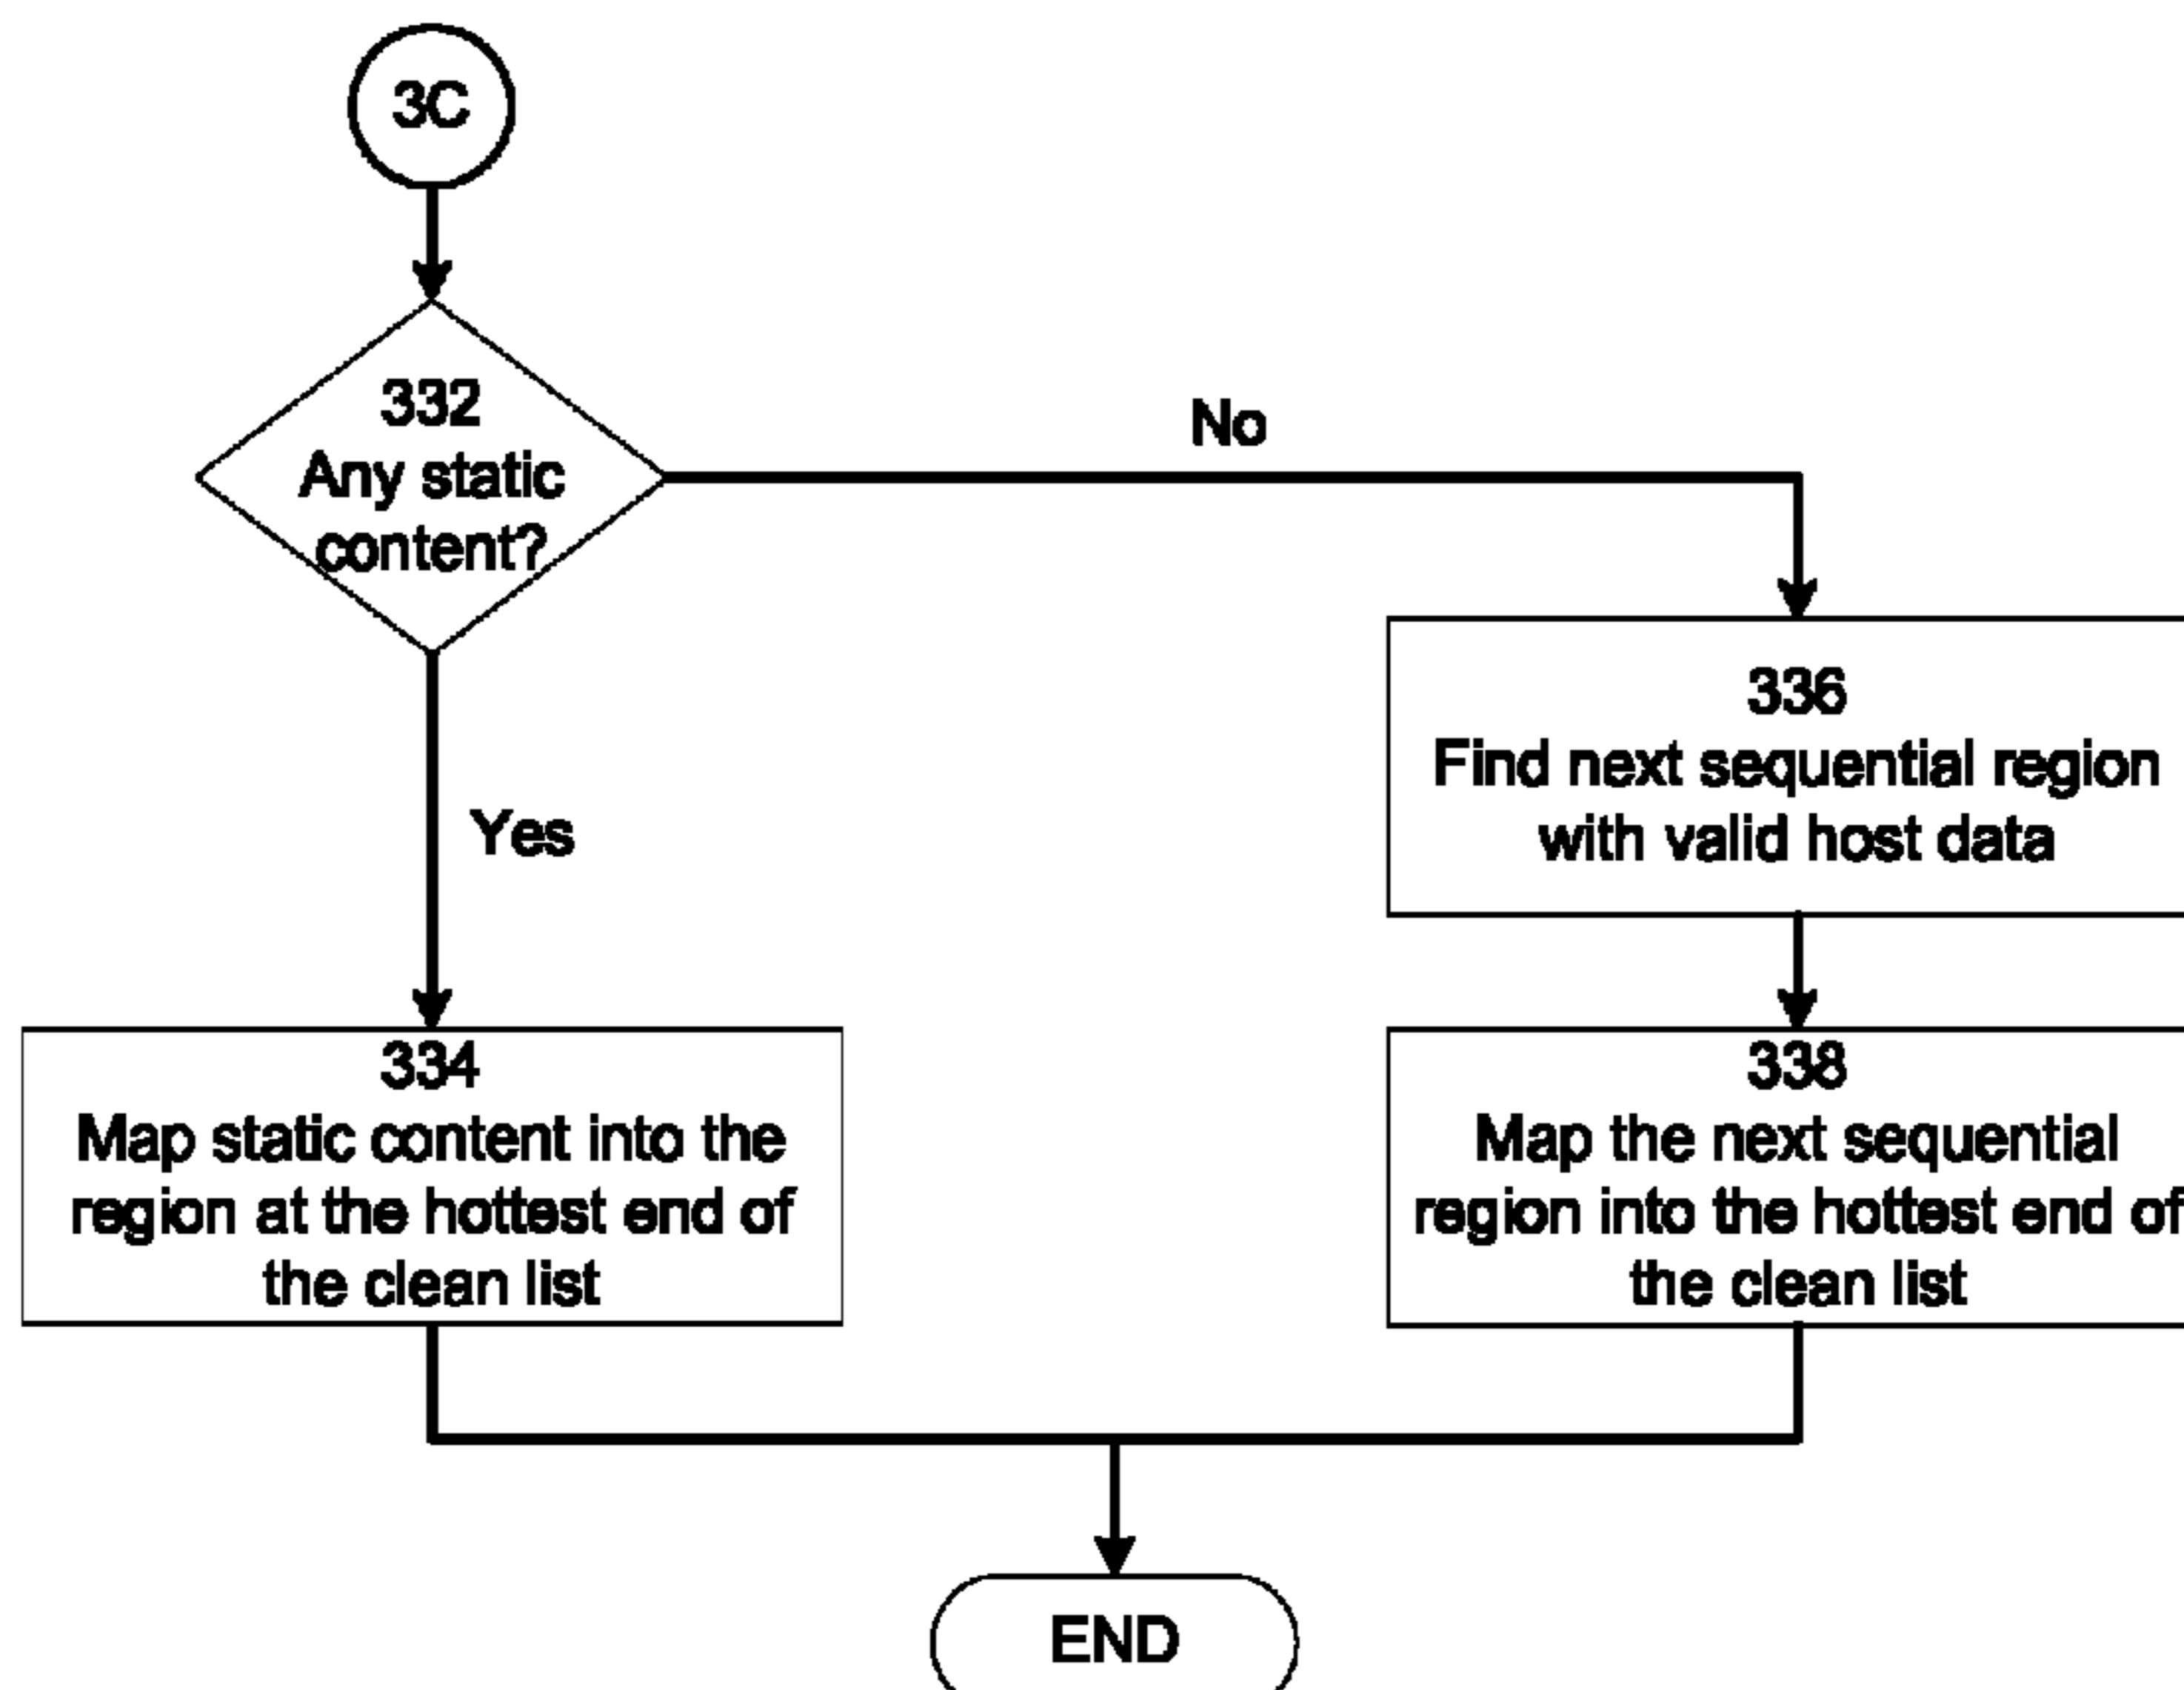 3C
332
Any static
content?
No
Yes
336
Find next sequential region
with valid host data
334
Map static content into the
region at the hottest end of
the clean list
338
Map the next sequential
region into the hottest end of
the clean list
END